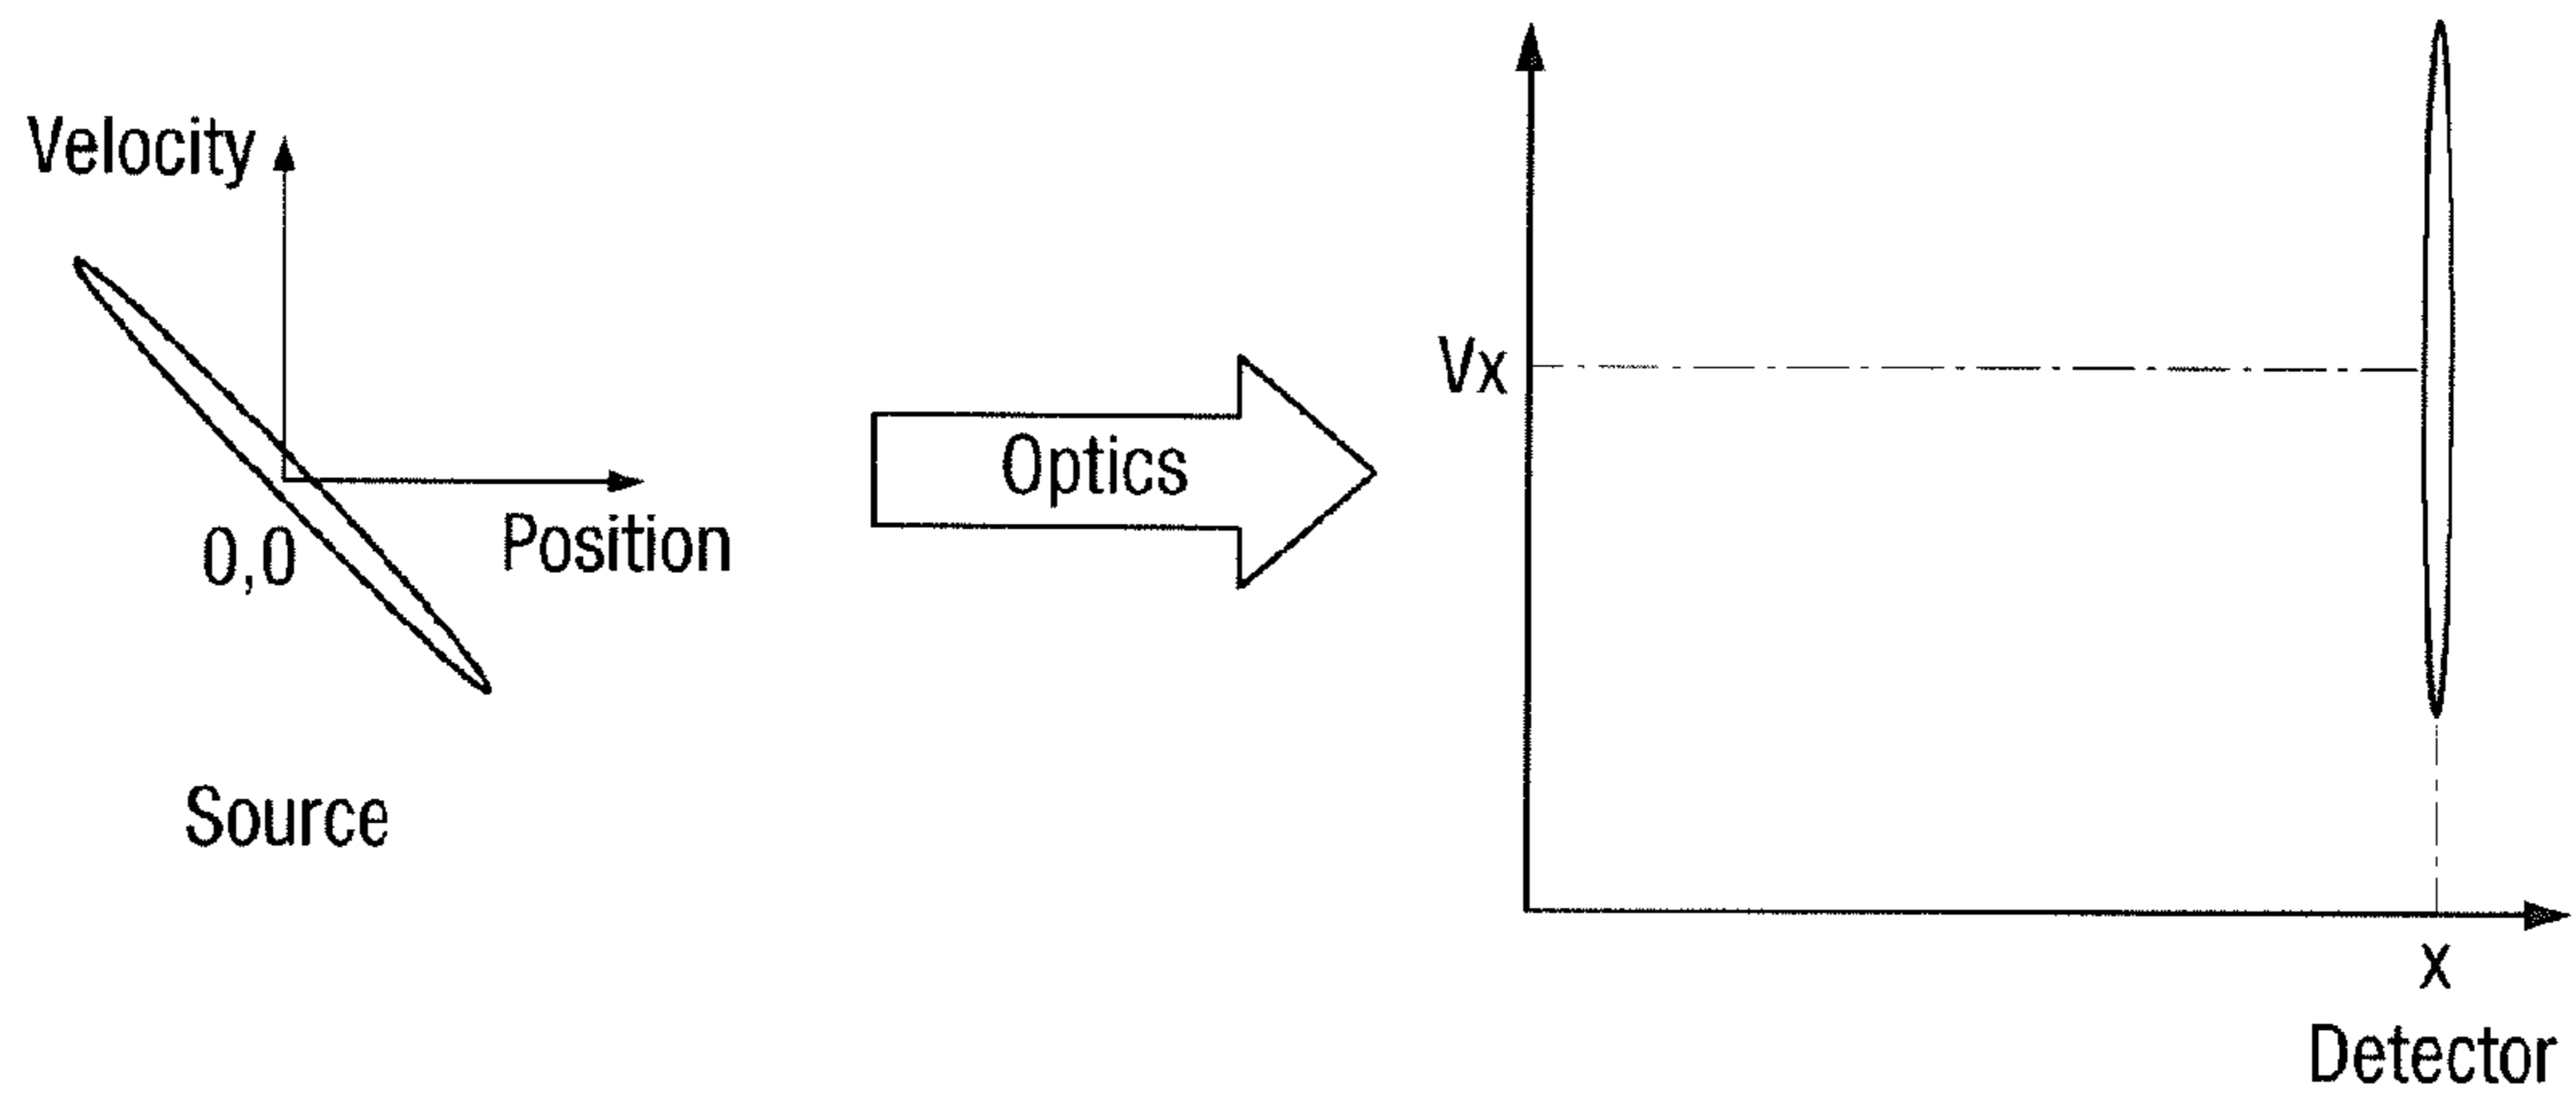 Velocity
0,0
Position
Source
Optics
Vx
x
Detector